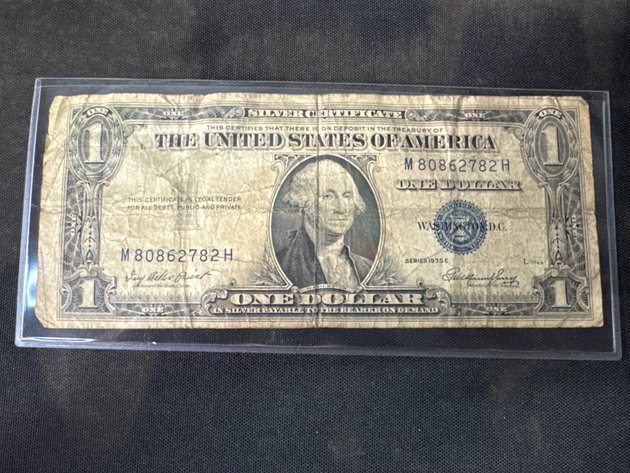 ONE ONE SILVER CERTIFICATE ONE ONE
1 THIS CERTIFIES THAT THERE IS ON DEPOSIT IN THE TREASURY OF 1
THE UNITED STATES OF AMERICA
M 80862782 H
ONE DOLLAR
THIS CERTIFICATE IS LEGAL TENDER
FOR ALL DEBTS, PUBLIC AND PRIVATE
WASHINGTON, D.C.
M 80862782 H
SERIES 1935 E
1 ONE DOLLAR 1
IN SILVER PAYABLE TO THE BEARER ON DEMAND
ONE ONE